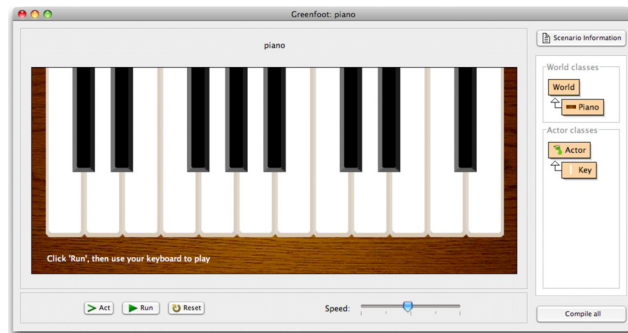 Greenfoot: piano
piano
Scenario Information
World classes
World
Piano
Actor classes
Actor
Key
Click 'Run', then use your keyboard to play
Act
Run
Reset
Speed:
Compile all